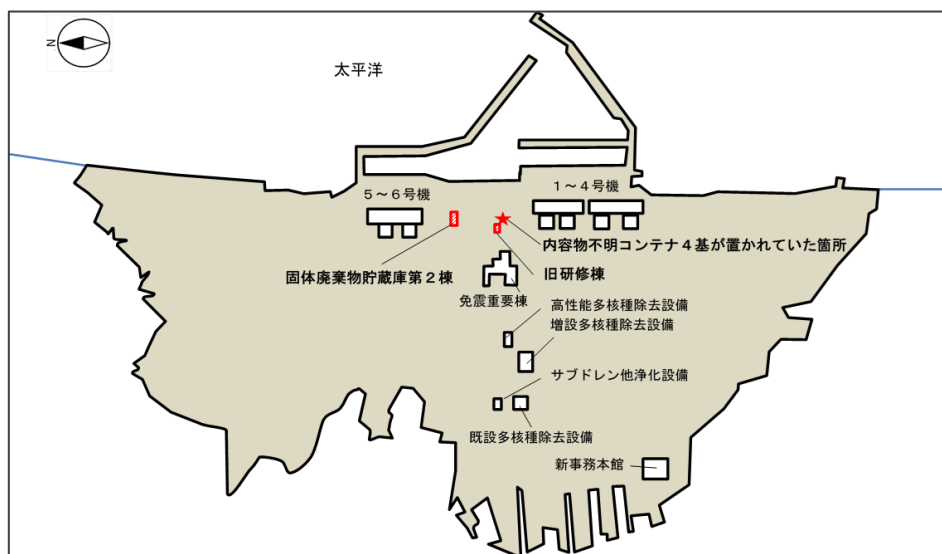 N
太平洋
５～６号機
１～４号機
内容物不明コンテナ４基が置かれていた箇所
固体廃棄物貯蔵庫第２棟
旧研修棟
免震重要棟
高性能多核種除去設備
増設多核種除去設備
サブドレン他浄化設備
既設多核種除去設備
新事務本館